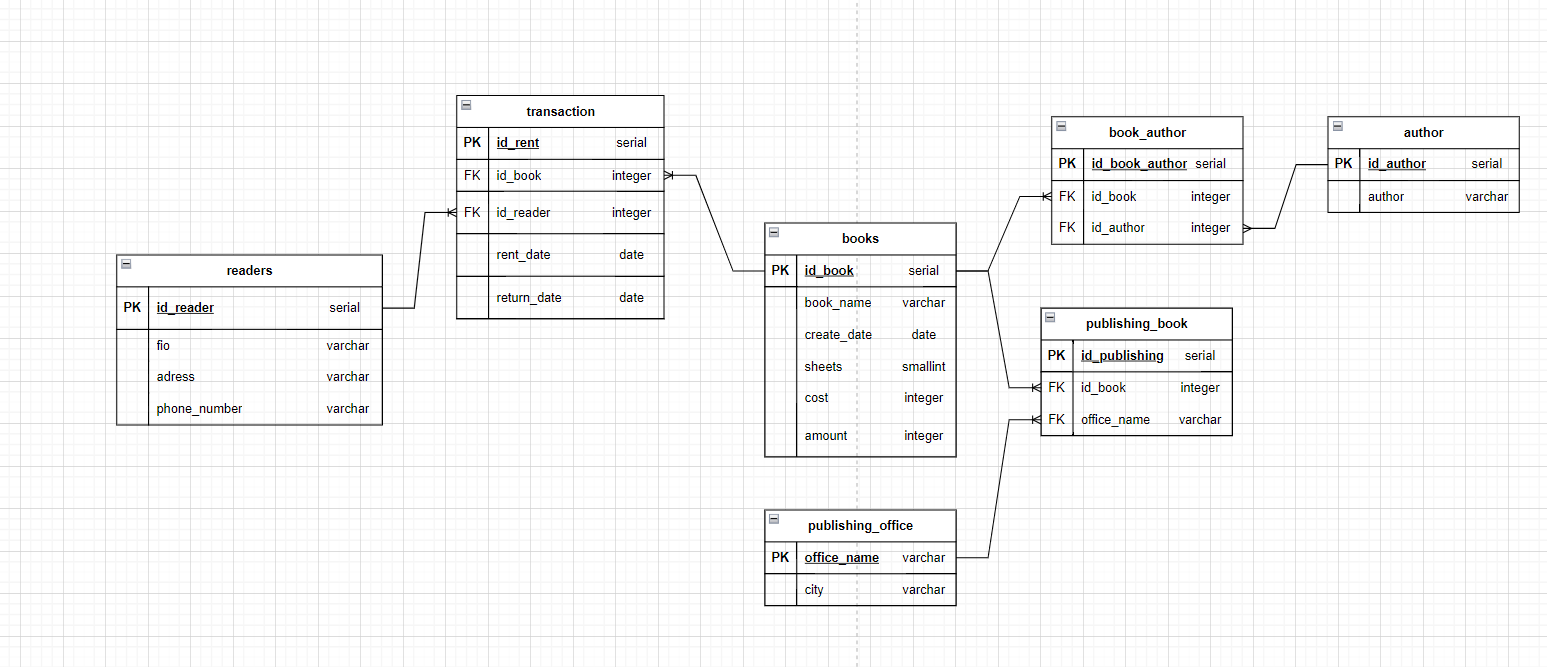 transaction
PK id_rent serial
FK id_book integer
FK id_reader integer
rent_date date
return_date date
readers
PK id_reader serial
fio varchar
adress varchar
phone_number varchar
books
PK id_book serial
book_name varchar
create_date date
sheets smallint
cost integer
amount integer
book_author
PK id_book_author serial
FK id_book integer
FK id_author integer
author
PK id_author serial
author varchar
publishing_book
PK id_publishing serial
FK id_book integer
FK office_name varchar
publishing_office
PK office_name varchar
city varchar